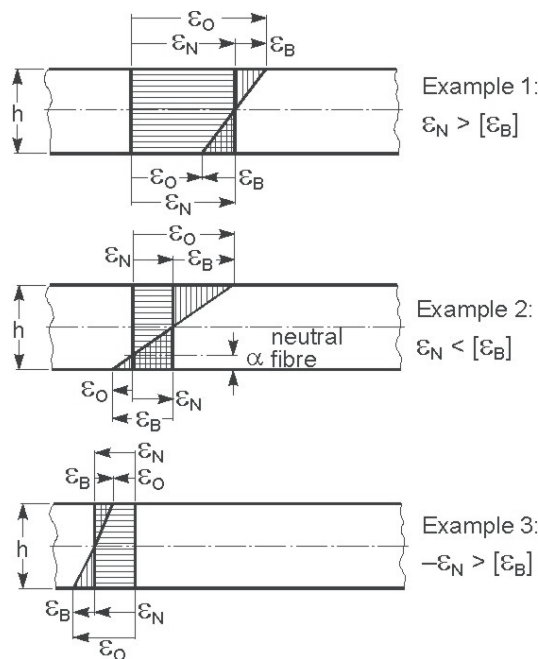 ε_O
ε_N ε_B
h
Example 1:
ε_N > [ε_B]
ε_O ε_B
ε_N
ε_O
ε_N ε_B
h
Example 2:
ε_N < [ε_B]
α neutral
fibre
ε_O ε_N
ε_B
ε_N
ε_B ε_O
h
Example 3:
–ε_N > [ε_B]
ε_B ε_N
ε_O